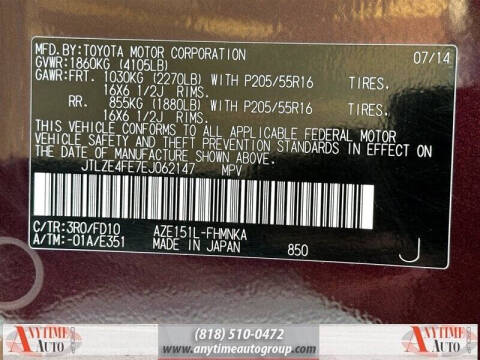 MFD.BY:TOYOTA MOTOR CORPORATION 07/14
GVWR:1860KG (4105LB)
GAWR:FRT. 1030KG (2270LB) WITH P205/55R16 TIRES.
16X6 1/2J RIMS.
RR. 855KG (1880LB) WITH P205/55R16 TIRES.
16X6 1/2J RIMS.
THIS VEHICLE CONFORMS TO ALL APPLICABLE FEDERAL MOTOR
VEHICLE SAFETY AND THEFT PREVENTION STANDARDS IN
EFFECT ON THE DATE OF MANUFACTURE SHOWN ABOVE.
JTLZE4FE7EJ062147 MPV
C/TR:3R0/FD10 AZE151L-FHMNKA
A/TM:-01A/E351 MADE IN JAPAN 850 J
ANYTIME AUTO (818) 510-0472 ANYTIME AUTO
www.anytimeautogroup.com